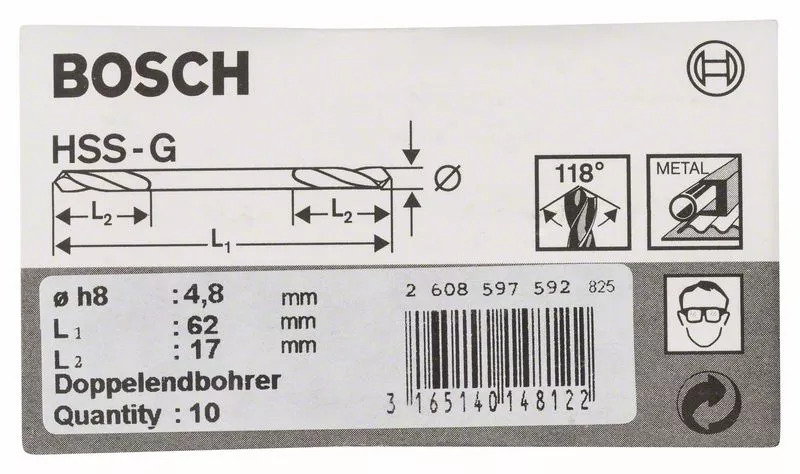 BOSCH
HSS-G
Ø
L2
L2
L1
118°
METAL
ø h8 : 4,8 mm
L1 : 62 mm
L2 : 17 mm
Doppelendbohrer
Quantity : 10
2 608 597 592 825
3 165140 148122